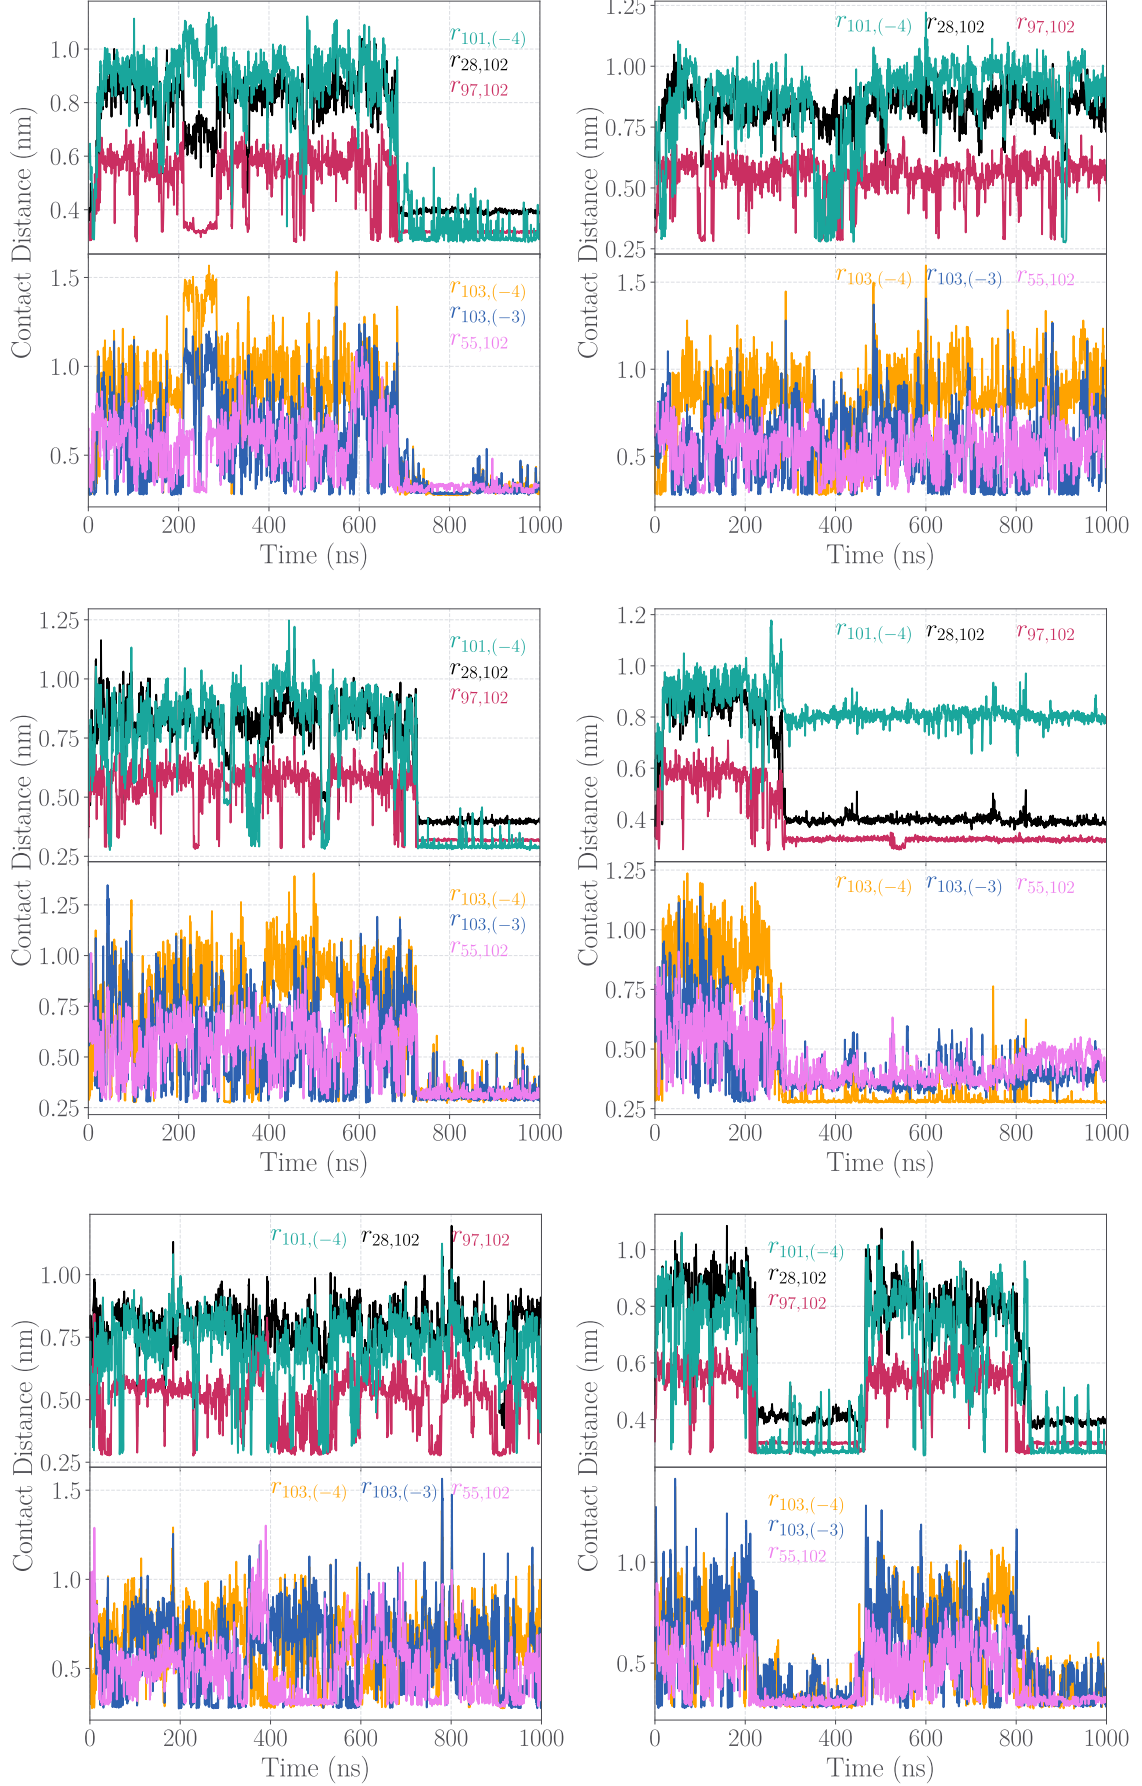 r101,(−4)
r28,102
r97,102
1.0
0.8
0.6
0.4
Contact Distance (nm)
r103,(−4)
r103,(−3)
r55,102
1.5
1.0
0.5
0 200 400 600 800 1000
Time (ns)
r101,(−4) r28,102 r97,102
1.25
1.00
0.75
0.50
0.25
Contact Distance (nm)
r103,(−4) r103,(−3) r55,102
1.5
1.0
0.5
0 200 400 600 800 1000
Time (ns)
r101,(−4)
r28,102
r97,102
1.25
1.00
0.75
0.50
0.25
Contact Distance (nm)
r103,(−4)
r103,(−3)
r55,102
1.25
1.00
0.75
0.50
0.25
0 200 400 600 800 1000
Time (ns)
r101,(−4) r28,102 r97,102
1.2
1.0
0.8
0.6
0.4
Contact Distance (nm)
r103,(−4) r103,(−3) r55,102
1.25
1.00
0.75
0.50
0.25
0 200 400 600 800 1000
Time (ns)
r101,(−4) r28,102 r97,102
1.00
0.75
0.50
0.25
Contact Distance (nm)
r103,(−4) r103,(−3) r55,102
1.5
1.0
0.5
0 200 400 600 800 1000
Time (ns)
r101,(−4)
r28,102
r97,102
1.0
0.8
0.6
0.4
Contact Distance (nm)
r103,(−4)
r103,(−3)
r55,102
1.0
0.5
0 200 400 600 800 1000
Time (ns)